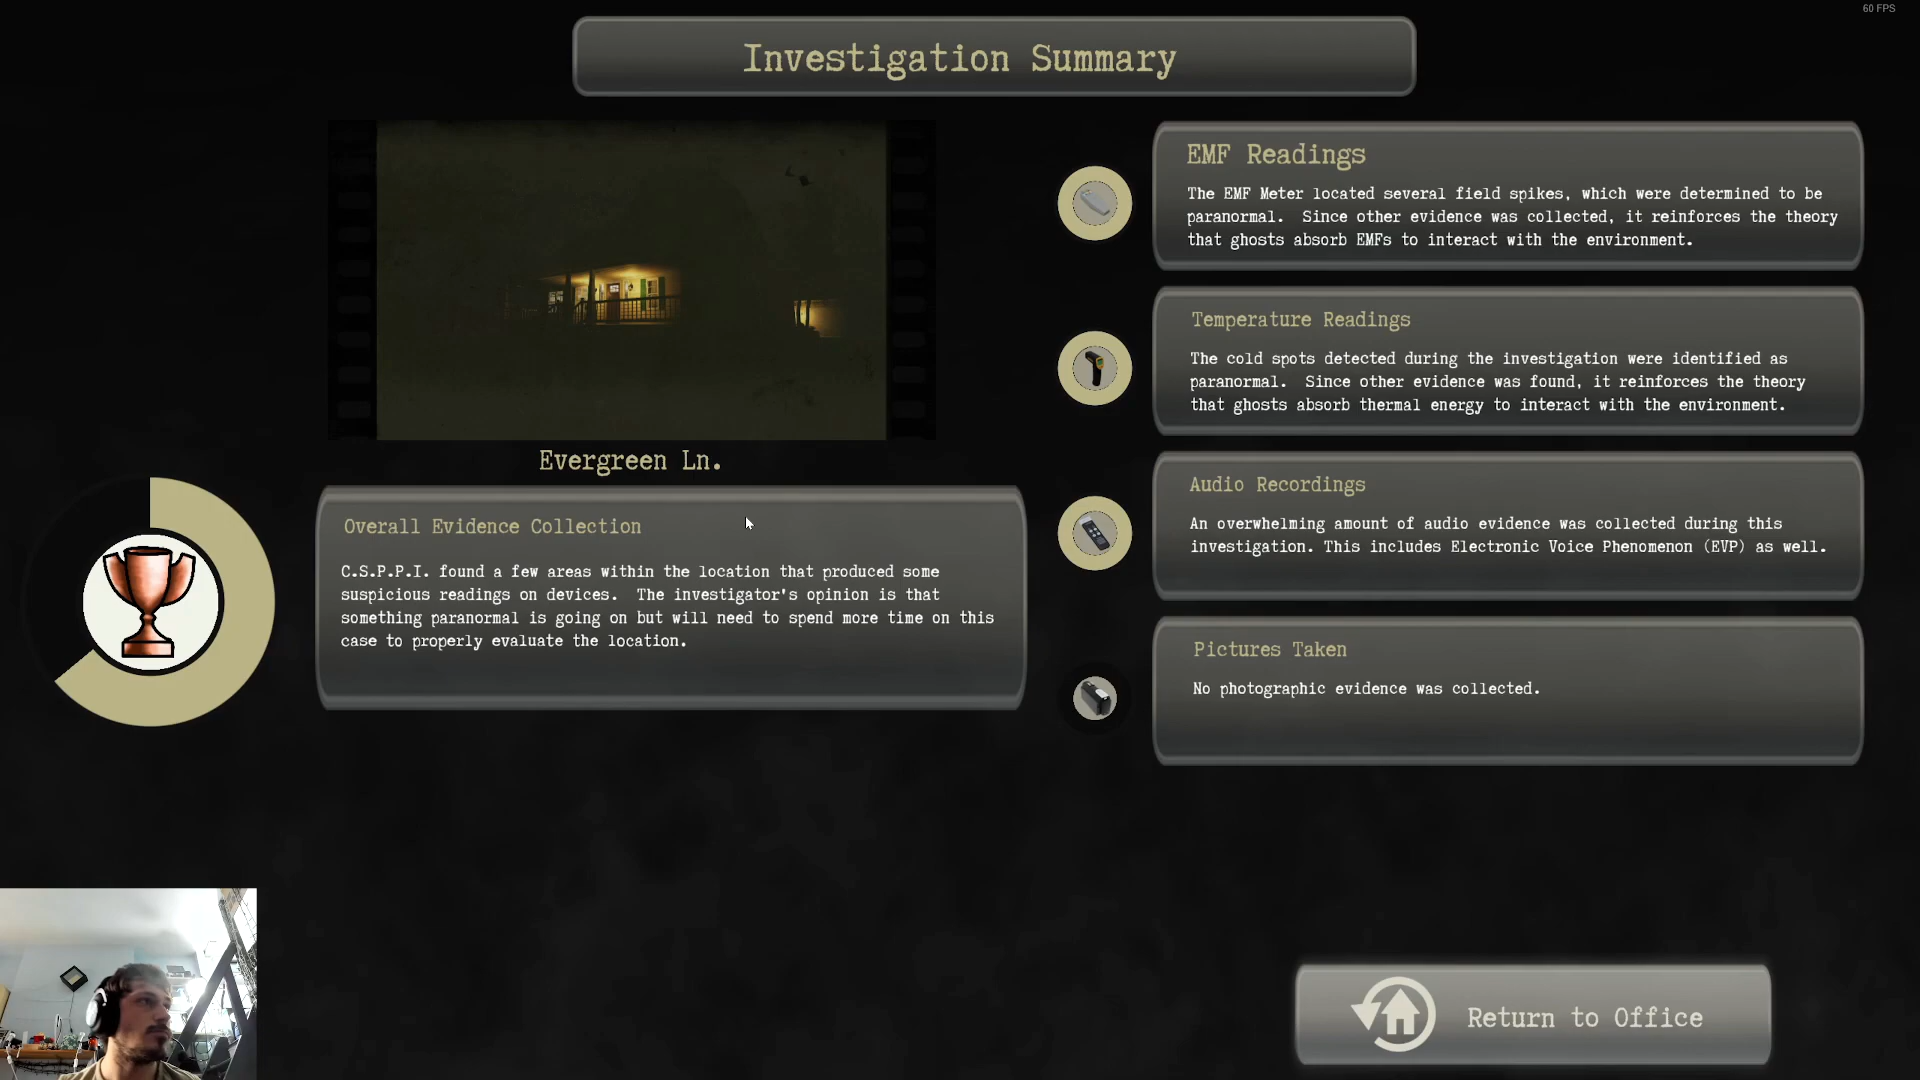 60 FPS
Investigation Summary
Evergreen Ln.
Overall Evidence Collection
C.S.P.P.I. found a few areas within the location that produced some
suspicious readings on devices.  The investigator's opinion is that
something paranormal is going on but will need to spend more time on this
case to properly evaluate the location.
EMF Readings
The EMF Meter located several field spikes, which were determined to be
paranormal.  Since other evidence was collected, it reinforces the theory
that ghosts absorb EMFs to interact with the environment.
Temperature Readings
The cold spots detected during the investigation were identified as
paranormal.  Since other evidence was found, it reinforces the theory
that ghosts absorb thermal energy to interact with the environment.
Audio Recordings
An overwhelming amount of audio evidence was collected during this
investigation. This includes Electronic Voice Phenomenon (EVP) as well.
Pictures Taken
No photographic evidence was collected.
Return to Office